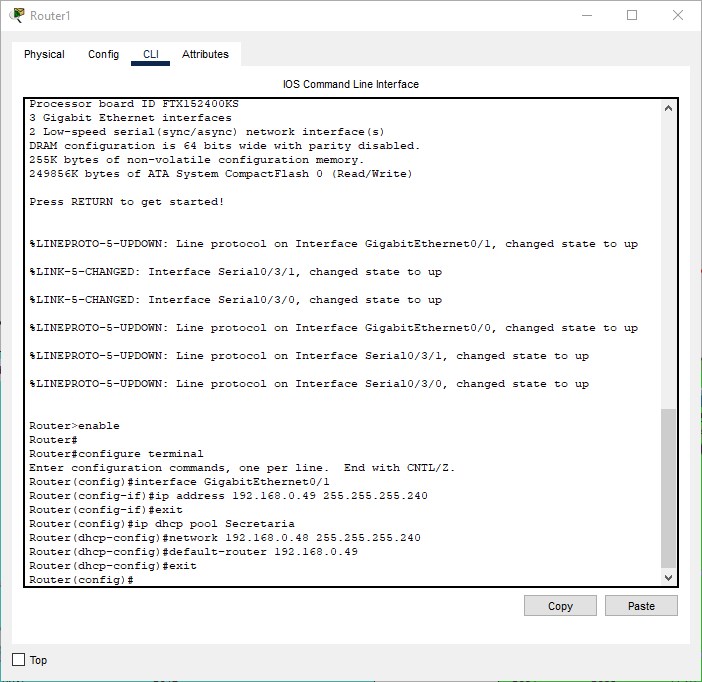 Router1
Physical Config CLI Attributes
IOS Command Line Interface
Processor board ID FTX152400KS
3 Gigabit Ethernet interfaces
2 Low-speed serial(sync/async) network interface(s)
DRAM configuration is 64 bits wide with parity disabled.
255K bytes of non-volatile configuration memory.
249856K bytes of ATA System CompactFlash 0 (Read/Write)
Press RETURN to get started!
%LINEPROTO-5-UPDOWN: Line protocol on Interface GigabitEthernet0/1, changed state to up
%LINK-5-CHANGED: Interface Serial0/3/1, changed state to up
%LINK-5-CHANGED: Interface Serial0/3/0, changed state to up
%LINEPROTO-5-UPDOWN: Line protocol on Interface GigabitEthernet0/0, changed state to up
%LINEPROTO-5-UPDOWN: Line protocol on Interface Serial0/3/1, changed state to up
%LINEPROTO-5-UPDOWN: Line protocol on Interface Serial0/3/0, changed state to up
Router>enable
Router#
Router#configure terminal
Enter configuration commands, one per line.  End with CNTL/Z.
Router(config)#interface GigabitEthernet0/1
Router(config-if)#ip address 192.168.0.49 255.255.255.240
Router(config-if)#exit
Router(config)#ip dhcp pool Secretaria
Router(dhcp-config)#network 192.168.0.48 255.255.255.240
Router(dhcp-config)#default-router 192.168.0.49
Router(dhcp-config)#exit
Router(config)#
Copy Paste
Top